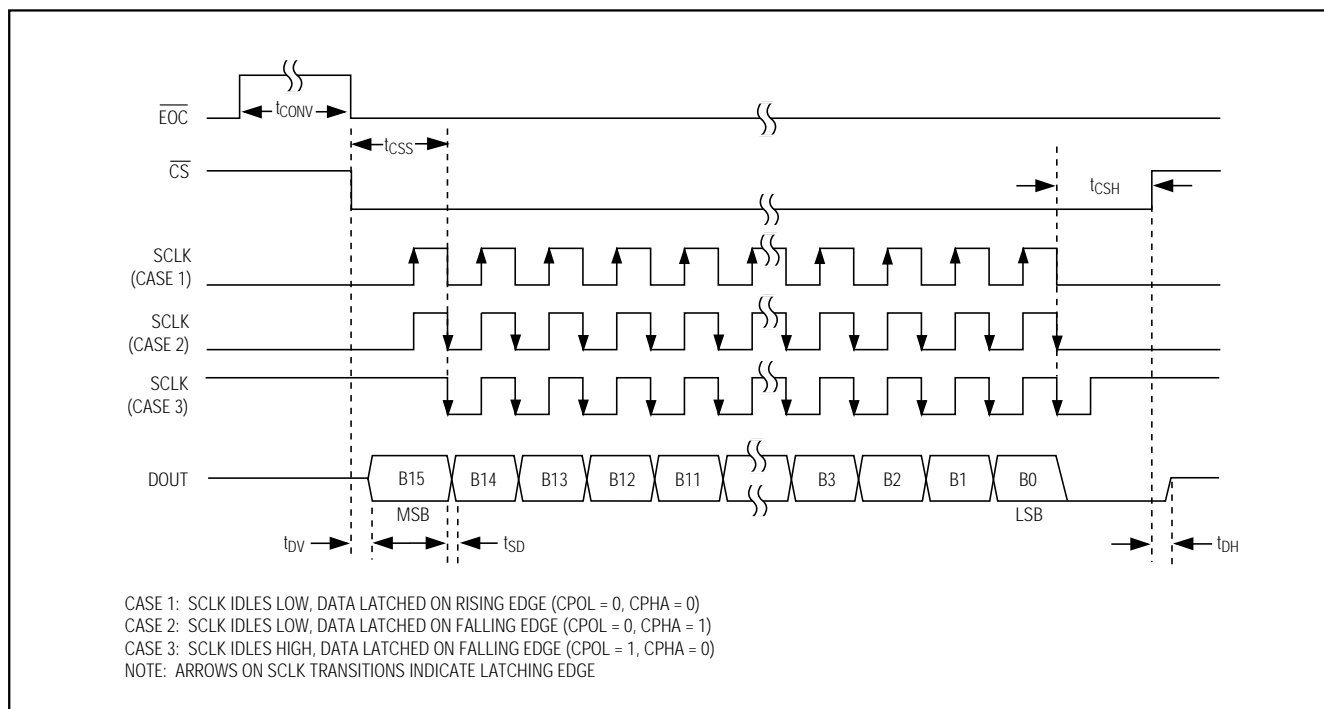 EOC
tCONV
tCSS
CS
tCSH
SCLK
(CASE 1)
SCLK
(CASE 2)
SCLK
(CASE 3)
DOUT
B15 B14 B13 B12 B11 B3 B2 B1 B0
MSB LSB
tDV tSD tDH
CASE 1: SCLK IDLES LOW, DATA LATCHED ON RISING EDGE (CPOL = 0, CPHA = 0)
CASE 2: SCLK IDLES LOW, DATA LATCHED ON FALLING EDGE (CPOL = 0, CPHA = 1)
CASE 3: SCLK IDLES HIGH, DATA LATCHED ON FALLING EDGE (CPOL = 1, CPHA = 0)
NOTE: ARROWS ON SCLK TRANSITIONS INDICATE LATCHING EDGE